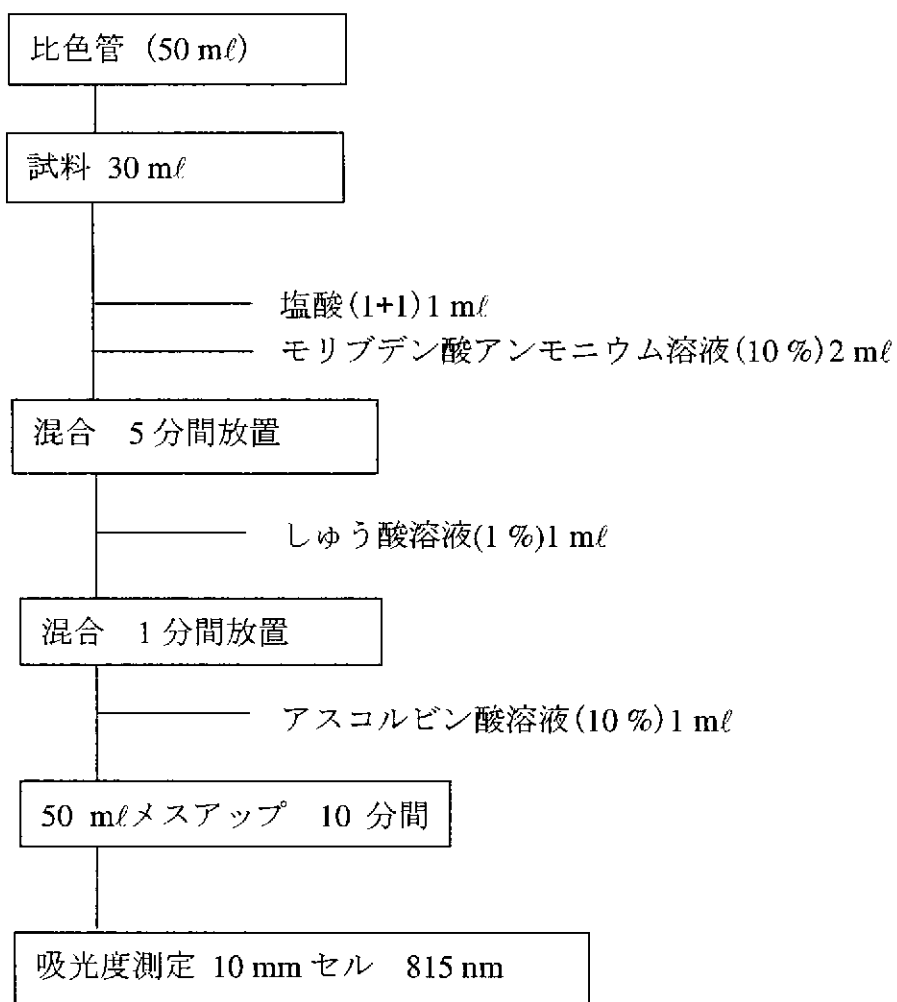 比色管 (50 mℓ)
試料 30 mℓ
塩酸(1+1)1 mℓ
モリブデン酸アンモニウム溶液(10 %)2 mℓ
混合 5分間放置
しゅう酸溶液(1 %)1 mℓ
混合 1分間放置
アスコルビン酸溶液(10 %)1 mℓ
50 mℓメスアップ 10 分間
吸光度測定 10 mm セル 815 nm